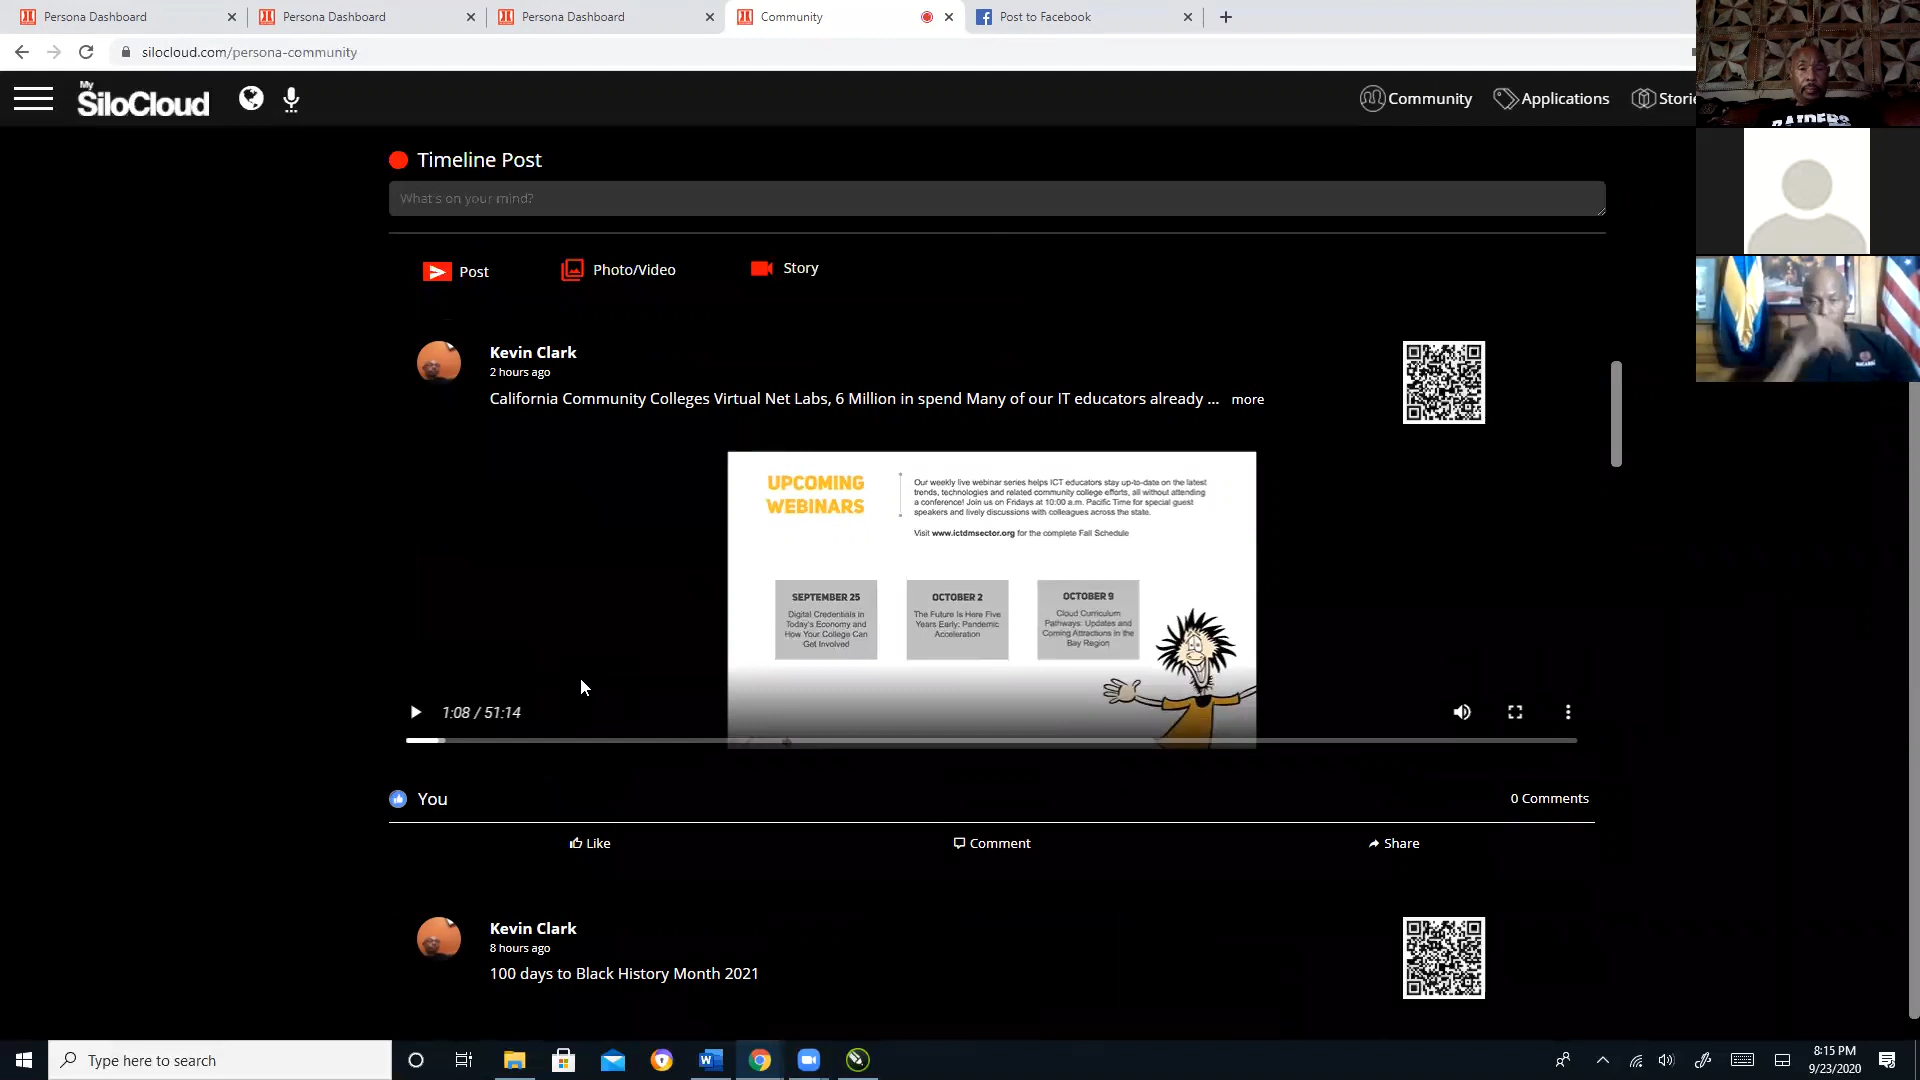 Persona Dashboard
Persona Dashboard
Persona Dashboard
Community
Post to Facebook
silocloud.com/persona-community
My
SiloCloud
Community
Applications
Storie
RAIDERS
Timeline Post
What's on your mind?
Post
Photo/Video
Story
Kevin Clark
2 hours ago
California Community Colleges Virtual Net Labs, 6 Million in spend Many of our IT educators already ... more
UPCOMING
WEBINARS
Our weekly live webinar series helps ICT educators stay up-to-date on the latest
trends, technologies and related community college efforts, all without attending
a conference! Join us on Fridays at 10:00 a.m. Pacific Time for special guest
speakers and lively discussions with colleagues across the state.
Visit www.ictdmsector.org for the complete Fall Schedule
SEPTEMBER 25
Digital Credentials in
Today's Economy and
How Your College Can
Get Involved
OCTOBER 2
The Future Is Here Five
Years Early: Pandemic
Acceleration
OCTOBER 9
Cloud Curriculum
Pathways: Updates and
Coming Attractions in the
Bay Region
1:08 / 51:14
You
0 Comments
Like
Comment
Share
Kevin Clark
8 hours ago
100 days to Black History Month 2021
Type here to search
8:15 PM
9/23/2020